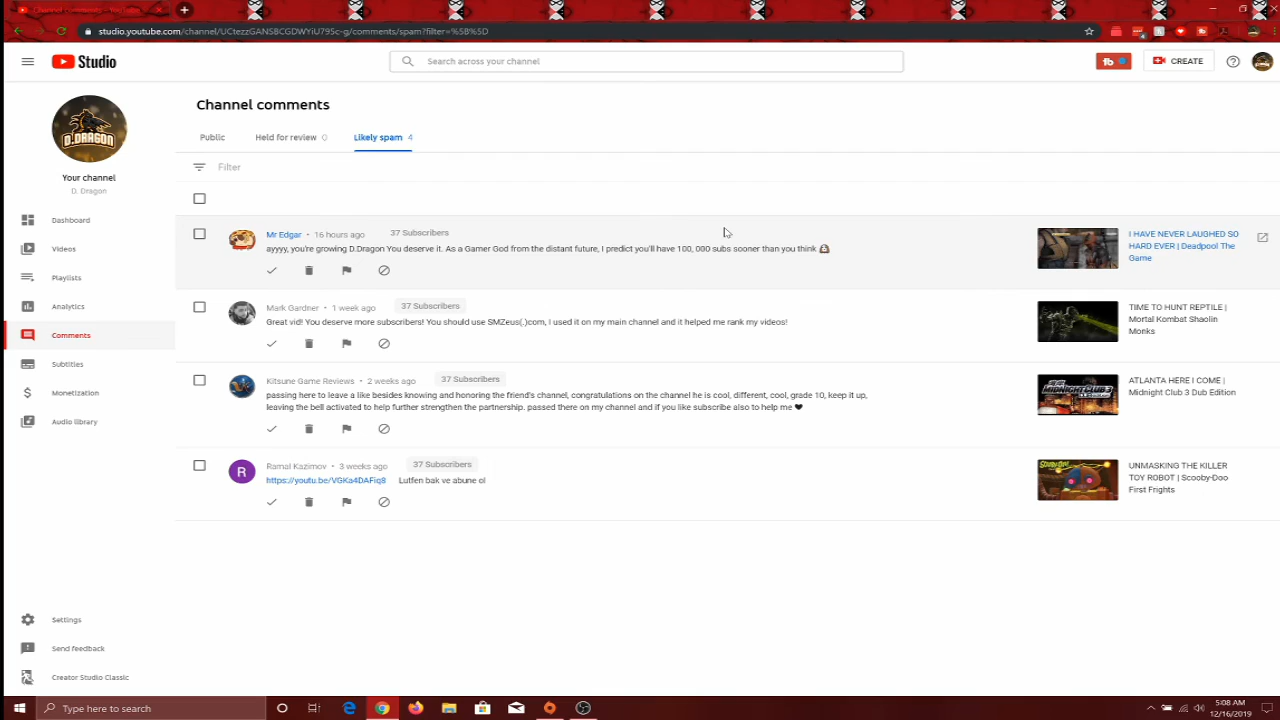 Channel comments - YouTube
studio.youtube.com/channel/UCtezzGANS8CGDWYiU795c-g/comments/spam?filter=%5B%5D
Studio
Search across your channel
CREATE
D.DRAGON
Your channel
D. Dragon
Dashboard
Videos
Playlists
Analytics
Comments
Subtitles
Monetization
Audio library
Settings
Send feedback
Creator Studio Classic
Channel comments
Public
Held for review 0
Likely spam 4
Filter
Mr Edgar • 16 hours ago 37 Subscribers
ayyyy, you're growing D.Dragon You deserve it. As a Gamer God from the distant future, I predict you'll have 100, 000 subs sooner than you think
I HAVE NEVER LAUGHED SO
HARD EVER | Deadpool The
Game
Mark Gardner • 1 week ago 37 Subscribers
Great vid! You deserve more subscribers! You should use SMZeus(.)com, I used it on my main channel and it helped me rank my videos!
TIME TO HUNT REPTILE |
Mortal Kombat Shaolin
Monks
Kitsune Game Reviews • 2 weeks ago 37 Subscribers
passing here to leave a like besides knowing and honoring the friend's channel, congratulations on the channel he is cool, different, cool, grade 10, keep it up,
leaving the bell activated to help further strengthen the partnership. passed there on my channel and if you like subscribe also to help me ❤
MIDNIGHT CLUB 3
ATLANTA HERE I COME |
Midnight Club 3 Dub Edition
R
Ramal Kazimov • 3 weeks ago 37 Subscribers
https://youtu.be/VGKa4DAFiq8 Lutfen bak ve abune ol
UNMASKING THE KILLER
TOY ROBOT | Scooby-Doo
First Frights
Type here to search
5:08 AM
12/16/2019